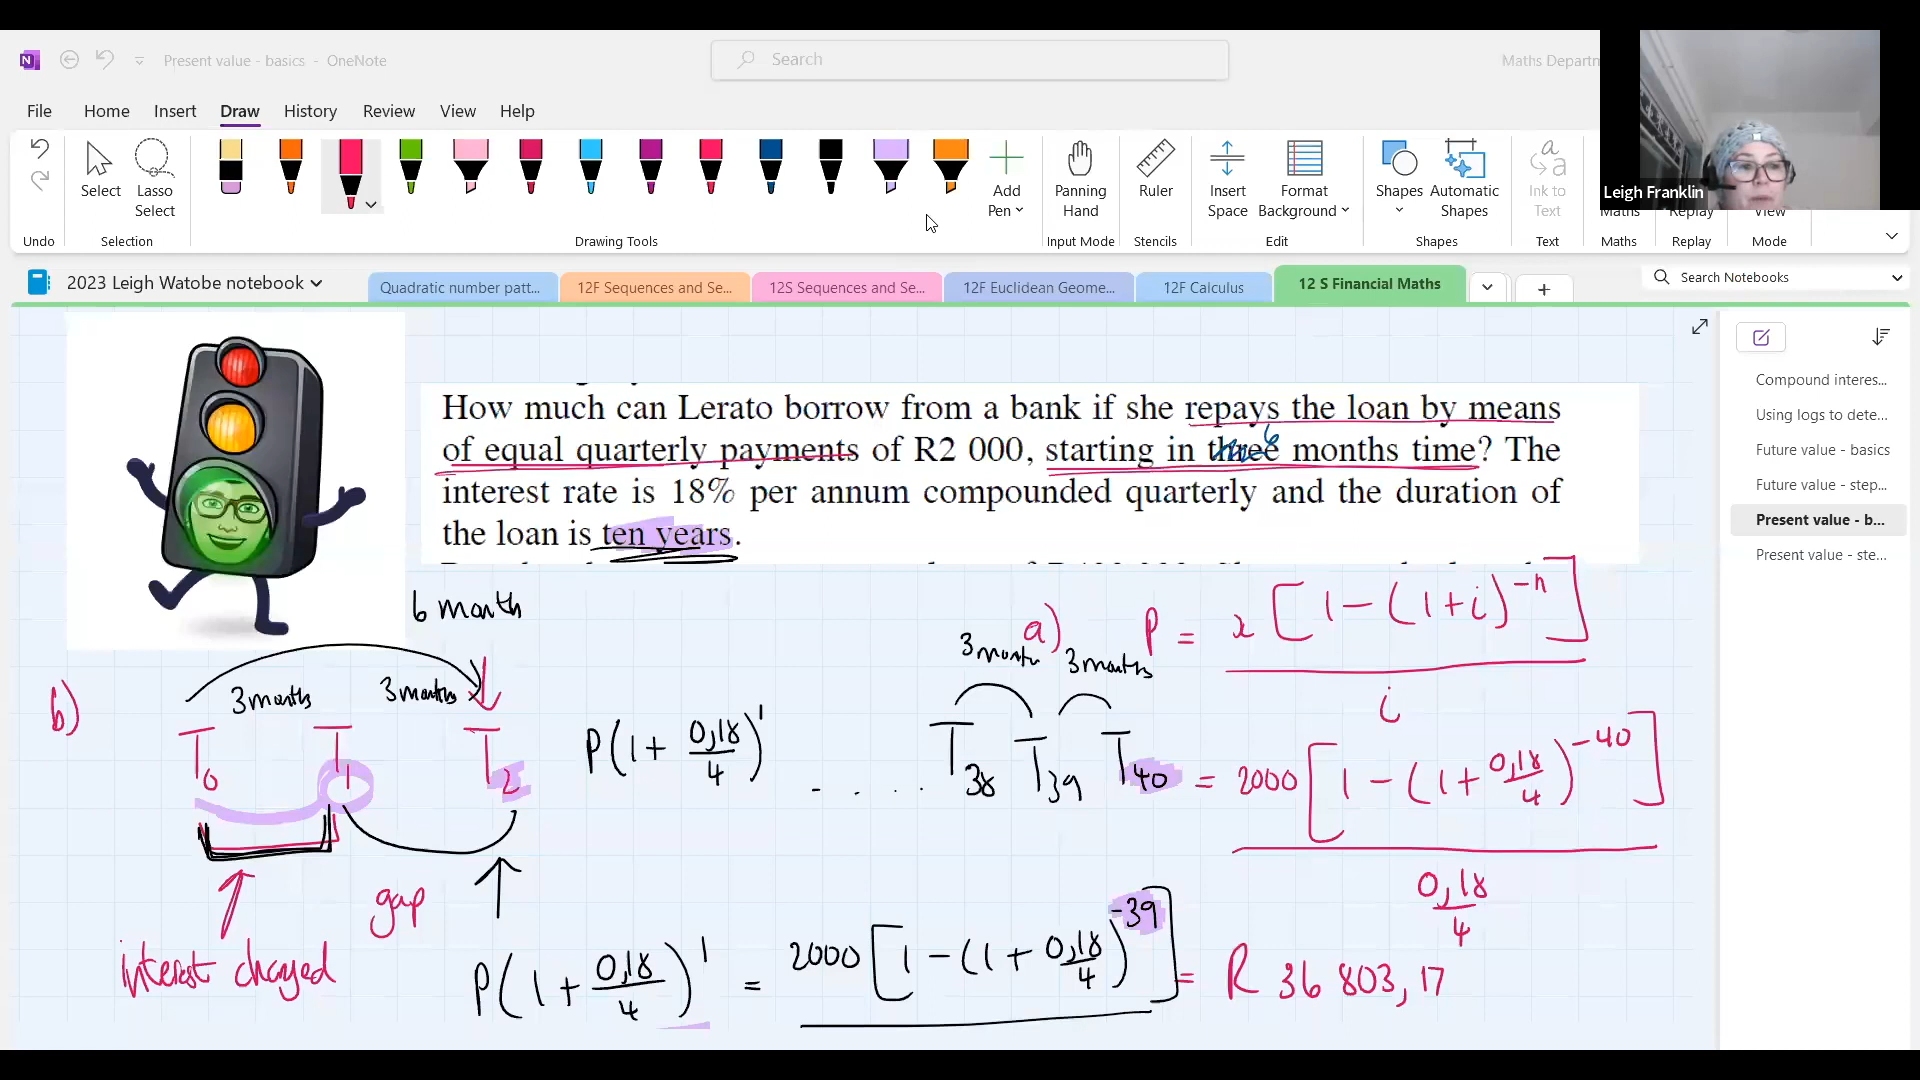 Present value - basics - OneNote
Search
Maths Departn
File Home Insert Draw History Review View Help
Undo
Select
Lasso Select
Selection
Drawing Tools
Add Pen
Panning Hand
Input Mode
Ruler
Stencils
Insert Space
Format Background
Edit
Shapes
Automatic Shapes
Shapes
Ink to Text
Text
Maths
Maths
Replay
Replay
View
Mode
Leigh Franklin
2023 Leigh Watobe notebook
Quadratic number patt...
12F Sequences and Se...
12S Sequences and Se...
12F Euclidean Geome...
12F Calculus
12 S Financial Maths
+
Search Notebooks
Compound interes...
Using logs to dete...
Future value - basics
Future value - step...
Present value - b...
Present value - ste...
How much can Lerato borrow from a bank if she repays the loan by means
of equal quarterly payments of R2 000, starting in three 6 months time? The
interest rate is 18% per annum compounded quarterly and the duration of
the loan is ten years.
6 month
a) P = x[1-(1+i)^-n]
i
3 month 3 months
b) 3 months 3 months
T0 T1 T2 P(1+ 0,18/4)^1 ...... T38 T39 T40
= 2000[1-(1+0,18/4)^-40]
0,18/4
gap
interest charged
P(1+0,18/4)^1 = 2000[1-(1+0,18/4)^-39]
= R 36 803,17